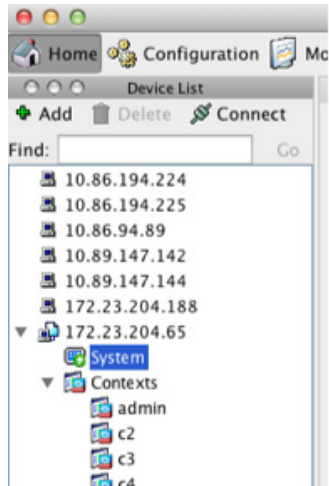 Home Configuration Mo
Device List
Add Delete Connect
Find: Go
10.86.194.224
10.86.194.225
10.86.94.89
10.89.147.142
10.89.147.144
172.23.204.188
172.23.204.65
System
Contexts
admin
c2
c3
c4